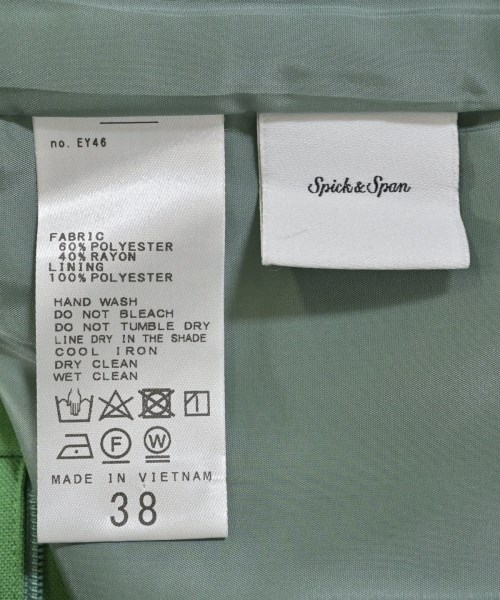 no. EY46
FABRIC
60% POLYESTER
40% RAYON
LINING
100% POLYESTER
HAND WASH
DO NOT BLEACH
DO NOT TUMBLE DRY
LINE DRY IN THE SHADE
COOL IRON
DRY CLEAN
WET CLEAN
F W
MADE IN VIETNAM
38
Spick & Span